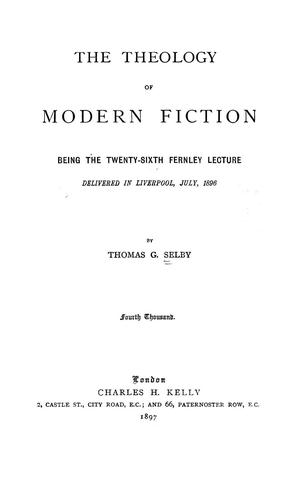 THE THEOLOGY
OF
MODERN FICTION
BEING THE TWENTY-SIXTH FERNLEY LECTURE
DELIVERED IN LIVERPOOL, JULY, 1896
BY
THOMAS G. SELBY
Fourth Thousand.
London
CHARLES H. KELLY
2, CASTLE ST., CITY ROAD, E.C.; AND 66, PATERNOSTER ROW, E.C.
1897